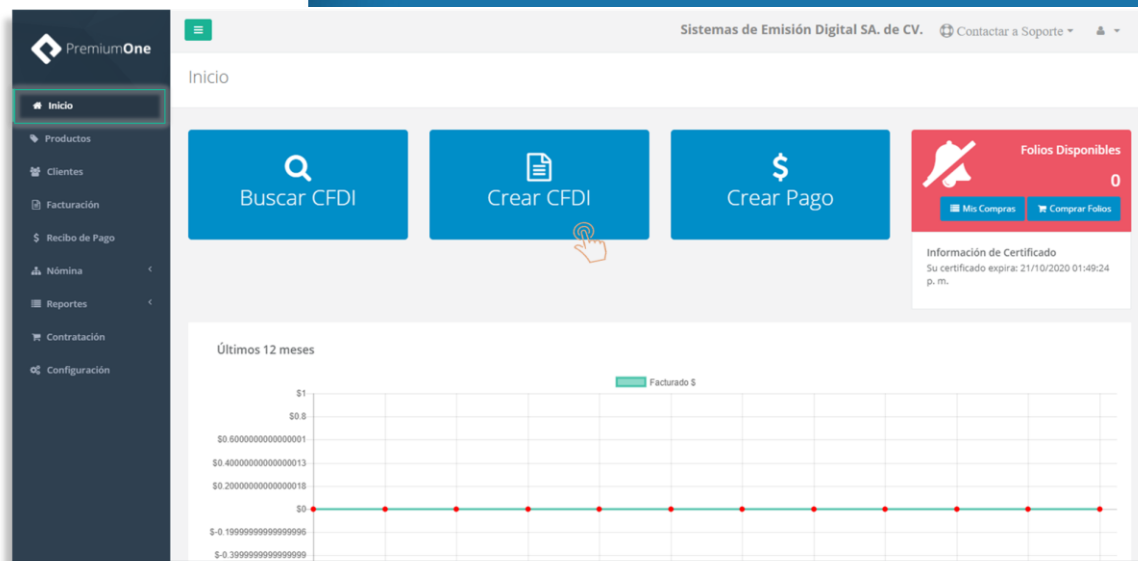 PremiumOne
Sistemas de Emisión Digital SA. de CV.
Contactar a Soporte
Inicio
Inicio
Productos
Clientes
Facturación
Recibo de Pago
Nómina
Reportes
Contratación
Configuración
Buscar CFDI
Crear CFDI
Crear Pago
Folios Disponibles
0
Mis Compras
Comprar Folios
Información de Certificado
Su certificado expira: 21/10/2020 01:49:24
p. m.
Últimos 12 meses
Facturado $
$1
$0.8
$0.6000000000000001
$0.40000000000000013
$0.20000000000000018
$0
$-0.19999999999999996
$-0.3999999999999999